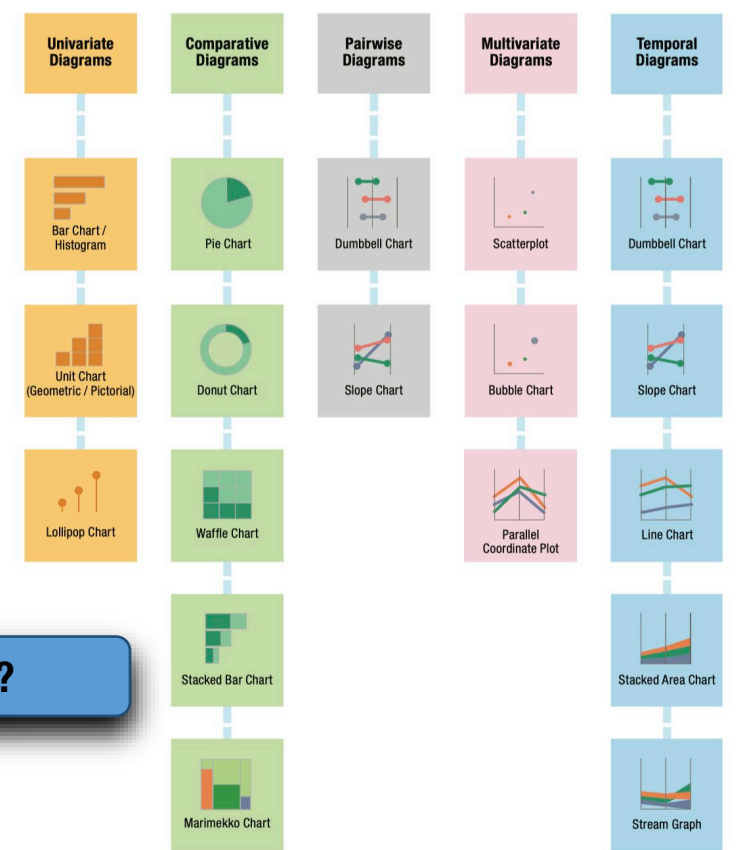 Univariate
Diagrams
Comparative
Diagrams
Pairwise
Diagrams
Multivariate
Diagrams
Temporal
Diagrams
Bar Chart /
Histogram
Pie Chart
Dumbbell Chart
Scatterplot
Dumbbell Chart
Unit Chart
(Geometric / Pictorial)
Donut Chart
Slope Chart
Bubble Chart
Slope Chart
Lollipop Chart
Waffle Chart
Parallel
Coordinate Plot
Line Chart
?
Stacked Bar Chart
Stacked Area Chart
Marimekko Chart
Stream Graph